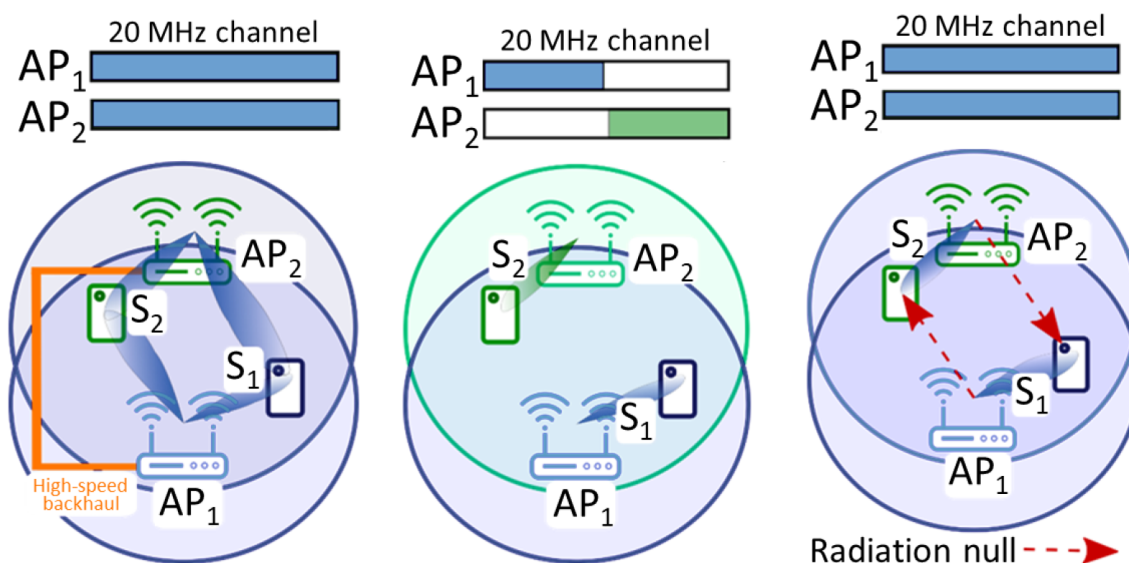 20 MHz channel
AP1
AP2
S2
AP2
S1
High-speed
backhaul
AP1
20 MHz channel
AP1
AP2
S2
AP2
S1
AP1
20 MHz channel
AP1
AP2
S2
AP2
S1
AP1
Radiation null